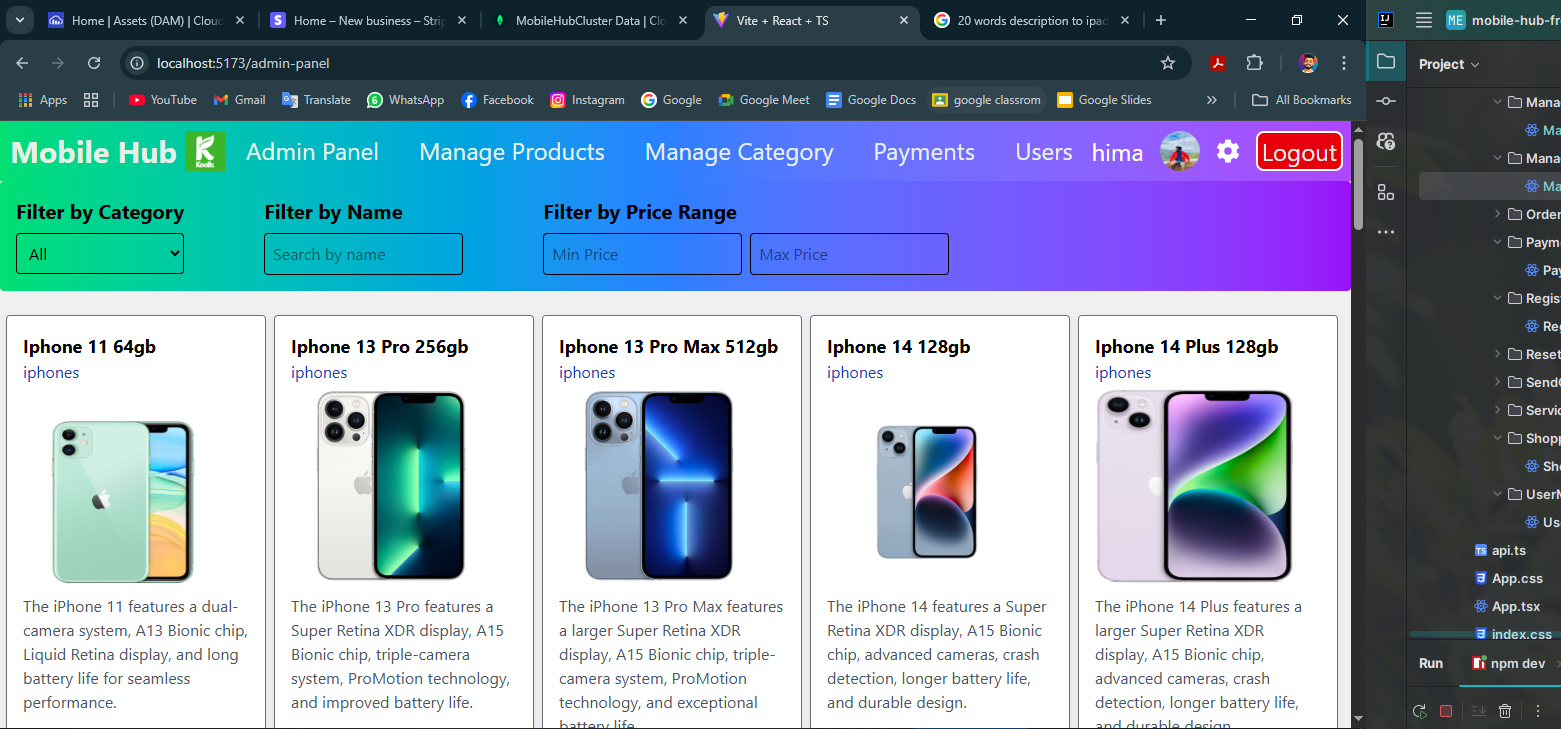 Home | Assets (DAM) | Cloud
Home – New business – Strip
MobileHubCluster Data | Clo
Vite + React + TS
20 words description to ipad
localhost:5173/admin-panel
Apps
YouTube
Gmail
Translate
WhatsApp
Facebook
Instagram
Google
Google Meet
Google Docs
google classrom
Google Slides
All Bookmarks
Mobile Hub
Keells
Admin Panel
Manage Products
Manage Category
Payments
Users
hima
Logout
Filter by Category
Filter by Name
Filter by Price Range
All
Search by name
Min Price
Max Price
Iphone 11 64gb
iphones
The iPhone 11 features a dual-
camera system, A13 Bionic chip,
Liquid Retina display, and long
battery life for seamless
performance.
Iphone 13 Pro 256gb
iphones
The iPhone 13 Pro features a
Super Retina XDR display, A15
Bionic chip, triple-camera
system, ProMotion technology,
and improved battery life.
Iphone 13 Pro Max 512gb
iphones
The iPhone 13 Pro Max features
a larger Super Retina XDR
display, A15 Bionic chip, triple-
camera system, ProMotion
technology, and exceptional
battery life.
Iphone 14 128gb
iphones
The iPhone 14 features a Super
Retina XDR display, A15 Bionic
chip, advanced cameras, crash
detection, longer battery life,
and durable design.
Iphone 14 Plus 128gb
iphones
The iPhone 14 Plus features a
larger Super Retina XDR
display, A15 Bionic chip,
advanced cameras, crash
detection, longer battery life,
and durable design.
IJ
ME mobile-hub-fro
Project
Mana
Ma
Mana
Ma
Order
Payme
Pay
Regist
Reg
Reset
SendO
Servic
Shopp
Sho
UserM
Use
TS api.ts
App.css
App.tsx
index.css
Run
npm dev